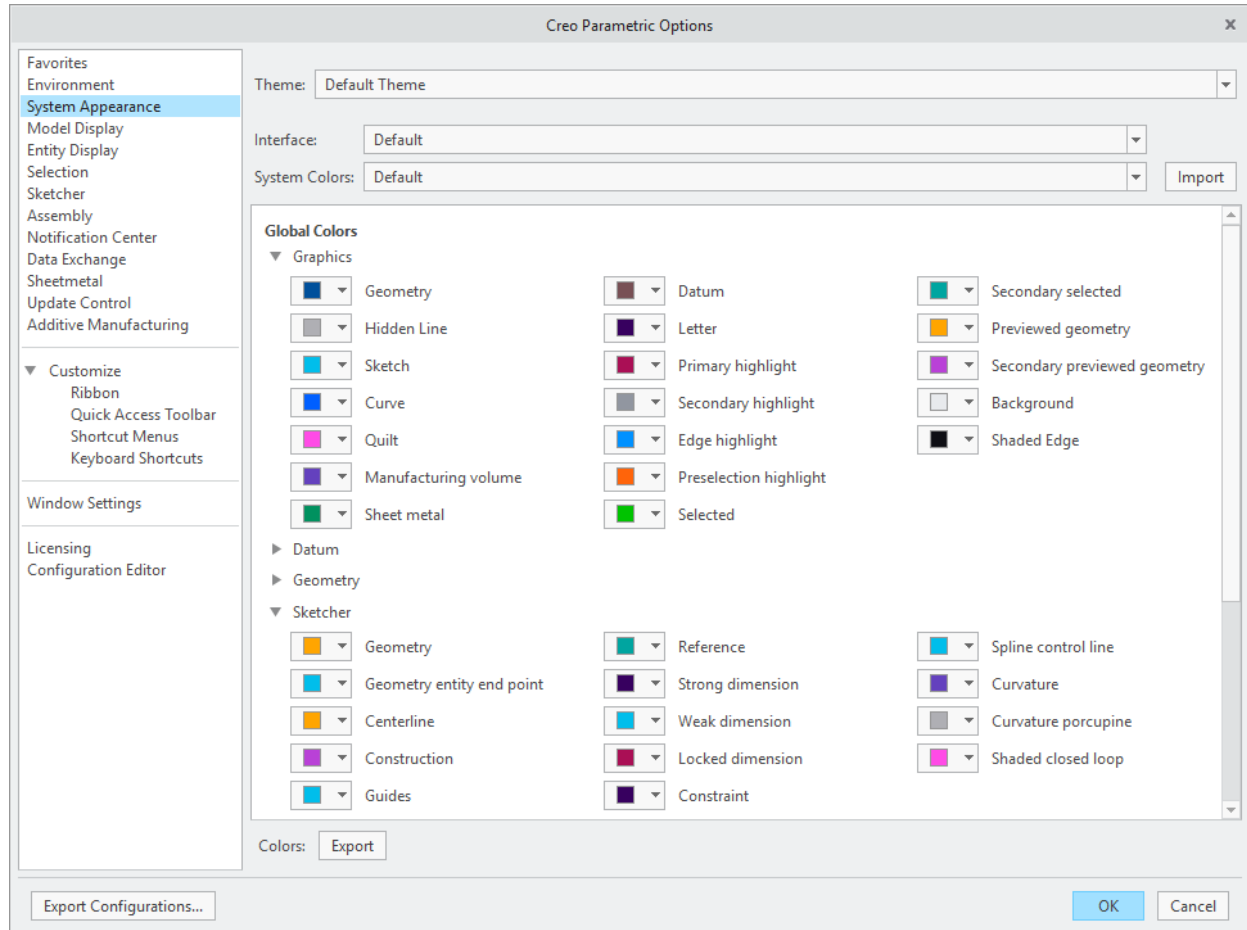 Creo Parametric Options
Favorites
Environment
System Appearance
Model Display
Entity Display
Selection
Sketcher
Assembly
Notification Center
Data Exchange
Sheetmetal
Update Control
Additive Manufacturing
Customize
Ribbon
Quick Access Toolbar
Shortcut Menus
Keyboard Shortcuts
Window Settings
Licensing
Configuration Editor
Theme: Default Theme
Interface: Default
System Colors: Default Import
Global Colors
Graphics
Geometry Datum Secondary selected
Hidden Line Letter Previewed geometry
Sketch Primary highlight Secondary previewed geometry
Curve Secondary highlight Background
Quilt Edge highlight Shaded Edge
Manufacturing volume Preselection highlight
Sheet metal Selected
Datum
Geometry
Sketcher
Geometry Reference Spline control line
Geometry entity end point Strong dimension Curvature
Centerline Weak dimension Curvature porcupine
Construction Locked dimension Shaded closed loop
Guides Constraint
Colors: Export
Export Configurations... OK Cancel